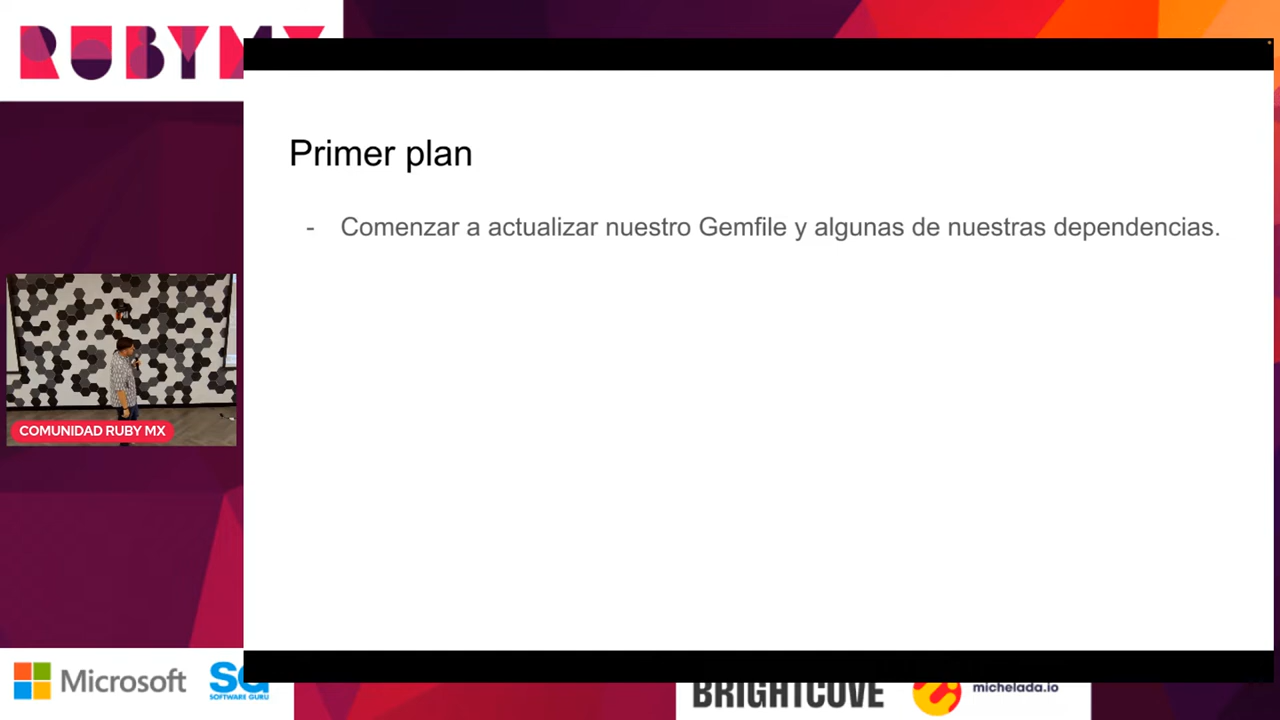 RUBYM
Primer plan
- Comenzar a actualizar nuestro Gemfile y algunas de nuestras dependencias.
COMUNIDAD RUBY MX
Microsoft
SG
SOFTWARE GURU
BRIGHTCOVE
michelada.io